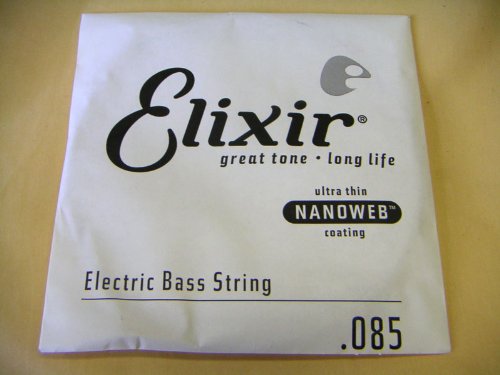 Elixir®
great tone • long life
ultra thin
NANOWEB™
coating
Electric Bass String
.085